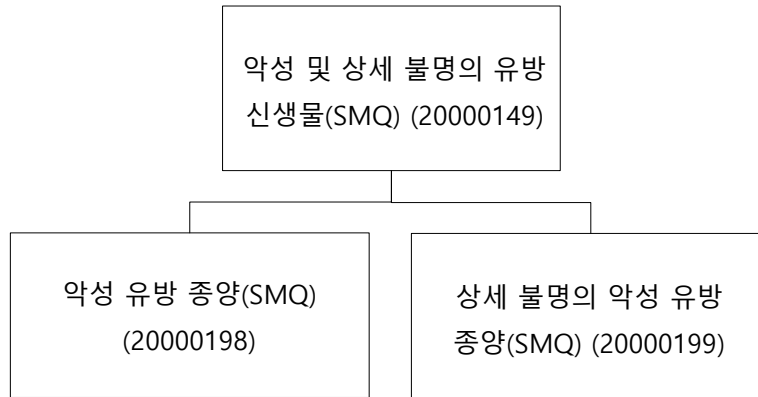 악성 및 상세 불명의 유방
신생물(SMQ) (20000149)
악성 유방 종양(SMQ)
(20000198)
상세 불명의 악성 유방
종양(SMQ) (20000199)